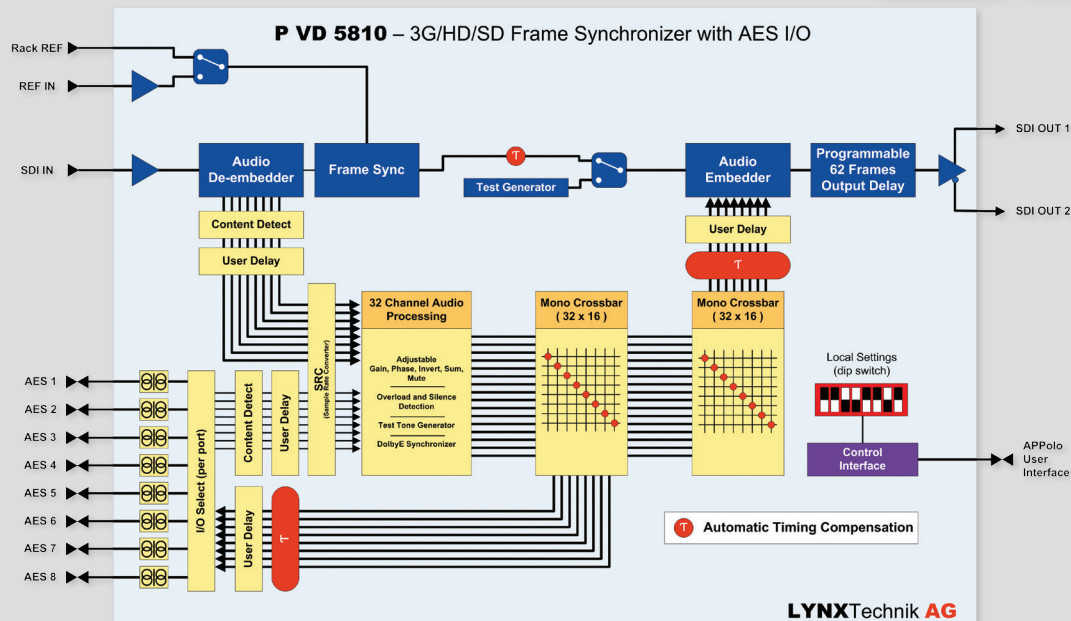 P VD 5810 – 3G/HD/SD Frame Synchronizer with AES I/O
Rack REF
REF IN
SDI IN
Audio
De-embedder
Frame Sync
τ
Test Generator
Audio
Embedder
Programmable
62 Frames
Output Delay
SDI OUT 1
SDI OUT 2
Content Detect
User Delay
User Delay
τ
SRC
(Sample Rate Converter)
32 Channel Audio
Processing
Adjustable
Gain, Phase, Invert, Sum,
Mute
Overload and Silence
Detection
Test Tone Generator
DolbyE Synchronizer
Mono Crossbar
( 32 x 16 )
Mono Crossbar
( 32 x 16 )
Local Settings
(dip switch)
Control
Interface
APPolo
User
Interface
AES 1
AES 2
AES 3
AES 4
AES 5
AES 6
AES 7
AES 8
I/O Select (per port)
Content Detect
User Delay
User Delay
τ
τ Automatic Timing Compensation
LYNXTechnik AG